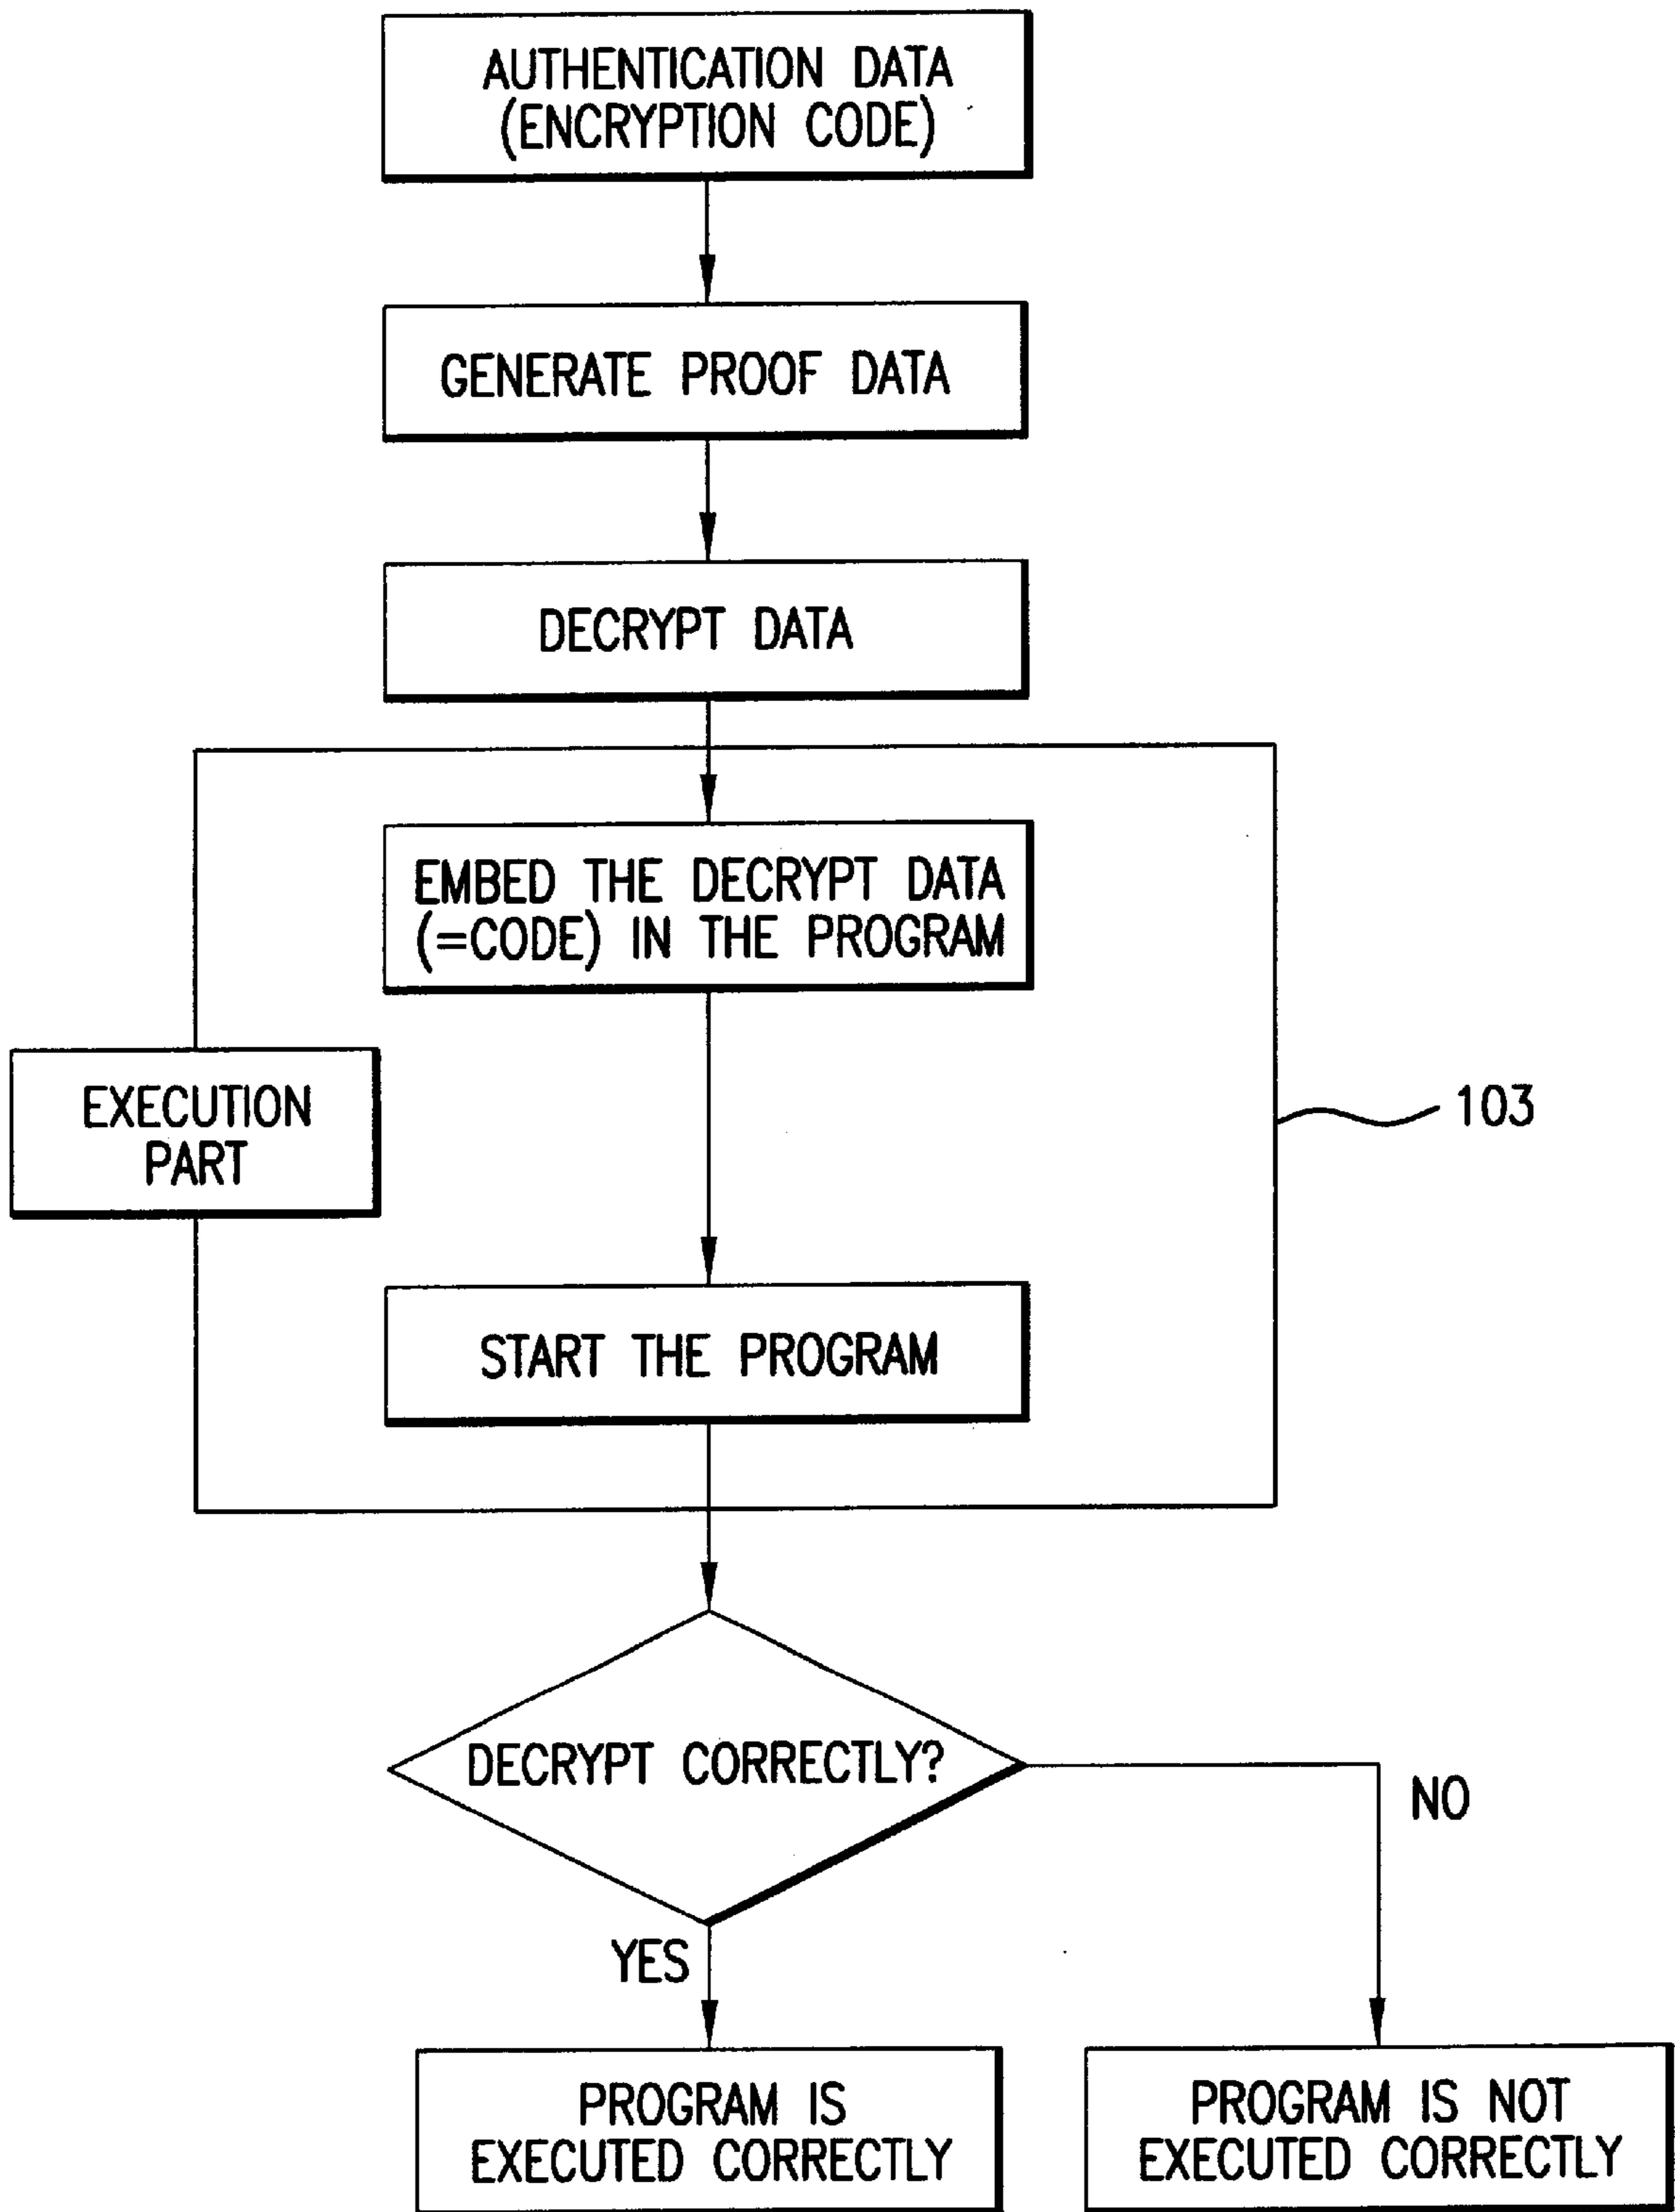 AUTHENTICATION DATA
(ENCRYPTION CODE)
GENERATE PROOF DATA
DECRYPT DATA
EMBED THE DECRYPT DATA
(=CODE) IN THE PROGRAM
EXECUTION
PART
103
START THE PROGRAM
DECRYPT CORRECTLY?
NO
YES
PROGRAM IS
EXECUTED CORRECTLY
PROGRAM IS NOT
EXECUTED CORRECTLY